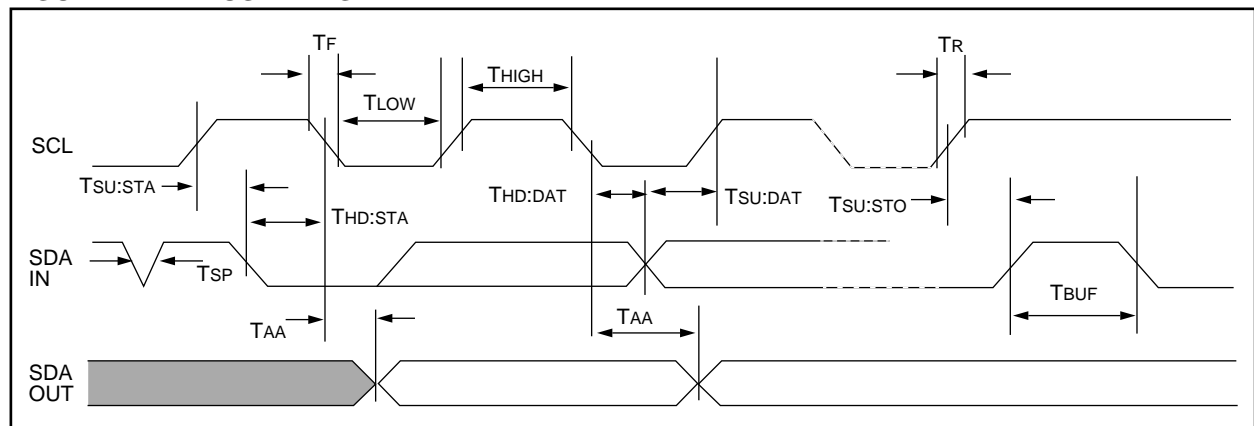 TF
TR
THIGH
TLOW
SCL
TSU:STA
THD:DAT
TSU:DAT
TSU:STO
THD:STA
SDA
IN
TSP
TBUF
TAA
TAA
SDA
OUT